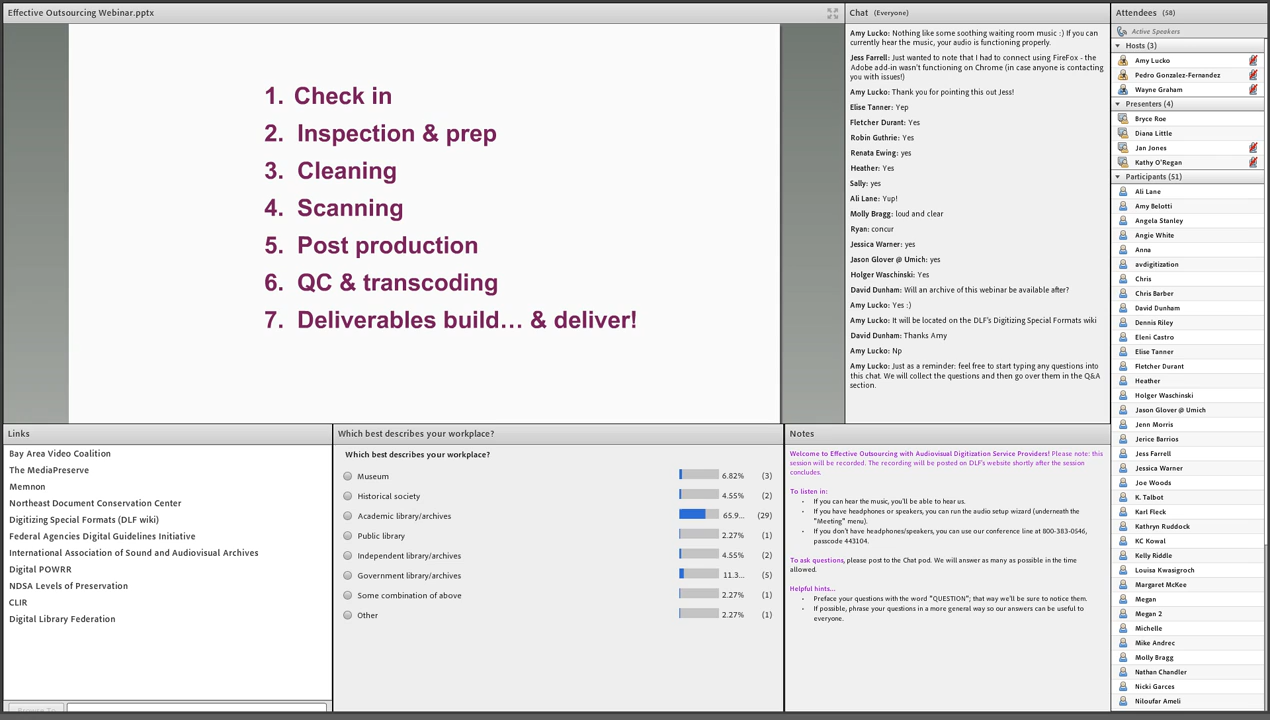 Effective Outsourcing Webinar.pptx
1. Check in
2. Inspection & prep
3. Cleaning
4. Scanning
5. Post production
6. QC & transcoding
7. Deliverables build... & deliver!
Chat (Everyone)
Amy Lucko: Nothing like some soothing waiting room music :) If you can
currently hear the music, your audio is functioning properly.
Jess Farrell: Just wanted to note that I had to connect using FireFox - the
Adobe add-in wasn't functioning on Chrome (in case anyone is contacting
you with issues!)
Amy Lucko: Thank you for pointing this out Jess!
Elise Tanner: Yep
Fletcher Durant: Yes
Robin Guthrie: Yes
Renata Ewing: yes
Heather: Yes
Sally: yes
Ali Lane: Yup!
Molly Bragg: loud and clear
Ryan: concur
Jessica Warner: yes
Jason Glover @ Umich: yes
Holger Waschinski: Yes
David Dunham: Will an archive of this webinar be available after?
Amy Lucko: Yes :)
Amy Lucko: It will be located on the DLF's Digitizing Special Formats wiki
David Dunham: Thanks Amy
Amy Lucko: Np
Amy Lucko: Just as a reminder: feel free to start typing any questions into
this chat. We will collect the questions and then go over them in the Q&A
section.
Attendees (58)
Active Speakers
Hosts (3)
Amy Lucko
Pedro Gonzalez-Fernandez
Wayne Graham
Presenters (4)
Bryce Roe
Diana Little
Jan Jones
Kathy O'Regan
Participants (51)
Ali Lane
Amy Belotti
Angela Stanley
Angie White
Anna
avdigitization
Chris
Chris Barber
David Dunham
Dennis Riley
Eleni Castro
Elise Tanner
Fletcher Durant
Heather
Holger Waschinski
Jason Glover @ Umich
Jenn Morris
Jerice Barrios
Jess Farrell
Jessica Warner
Joe Woods
K. Talbot
Karl Fleck
Kathryn Ruddock
KC Kowal
Kelly Riddle
Louisa Kwasigroch
Margaret McKee
Megan
Megan 2
Michelle
Mike Andrec
Molly Bragg
Nathan Chandler
Nicki Garces
Niloufar Ameli
Links
Bay Area Video Coalition
The MediaPreserve
Memnon
Northeast Document Conservation Center
Digitizing Special Formats (DLF wiki)
Federal Agencies Digital Guidelines Initiative
International Association of Sound and Audiovisual Archives
Digital POWRR
NDSA Levels of Preservation
CLIR
Digital Library Federation
Which best describes your workplace?
Which best describes your workplace?
Museum 6.82% (3)
Historical society 4.55% (2)
Academic library/archives 65.9... (29)
Public library 2.27% (1)
Independent library/archives 4.55% (2)
Government library/archives 11.3... (5)
Some combination of above 2.27% (1)
Other 2.27% (1)
Notes
Welcome to Effective Outsourcing with Audiovisual Digitization Service Providers! Please note: this
session will be recorded. The recording will be posted on DLF's website shortly after the session
concludes.
To listen in:
• If you can hear the music, you'll be able to hear us.
• If you have headphones or speakers, you can run the audio setup wizard (underneath the
"Meeting" menu).
• If you don't have headphones/speakers, you can use our conference line at 800-383-0546,
passcode 443104.
To ask questions, please post to the Chat pod. We will answer as many as possible in the time
allowed.
Helpful hints...
• Preface your questions with the word "QUESTION"; that way we'll be sure to notice them.
• If possible, phrase your questions in a more general way so our answers can be useful to
everyone.